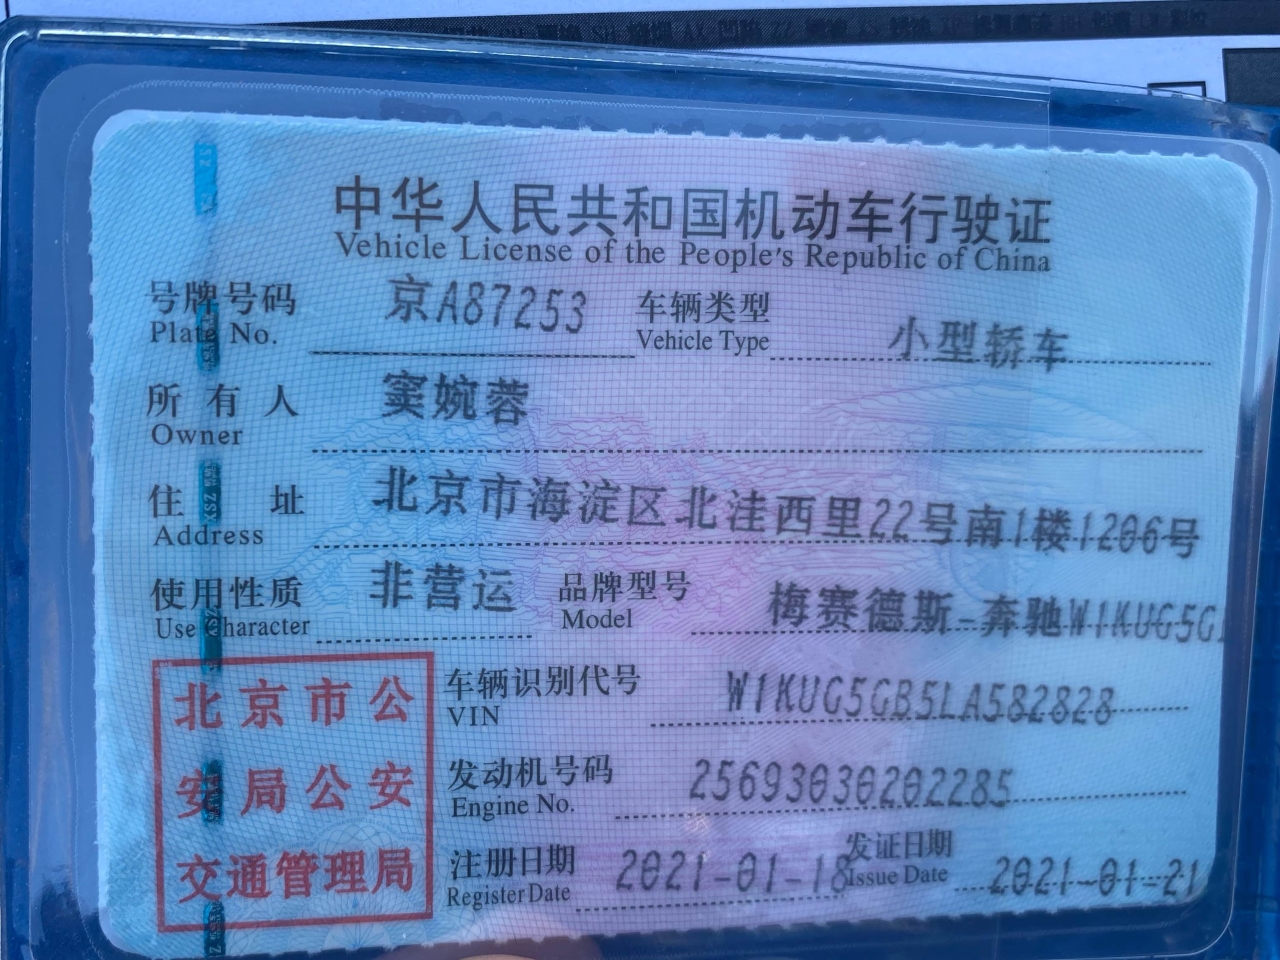 中华人民共和国机动车行驶证
Vehicle License of the People's Republic of China
号牌号码 京A87253 车辆类型 小型轿车
Plate No. Vehicle Type
所有人 窦婉蓉
Owner
住址 北京市海淀区北洼西里22号南1楼1206号
Address
使用性质 非营运 品牌型号 梅赛德斯-奔驰W1KUG5G
Use Character Model
北京市公
安局公安
交通管理局
车辆识别代号 W1KUG5GB5LA582828
VIN
发动机号码 25693030202285
Engine No.
注册日期 2021-01-18 发证日期 2021-01-21
Register Date Issue Date